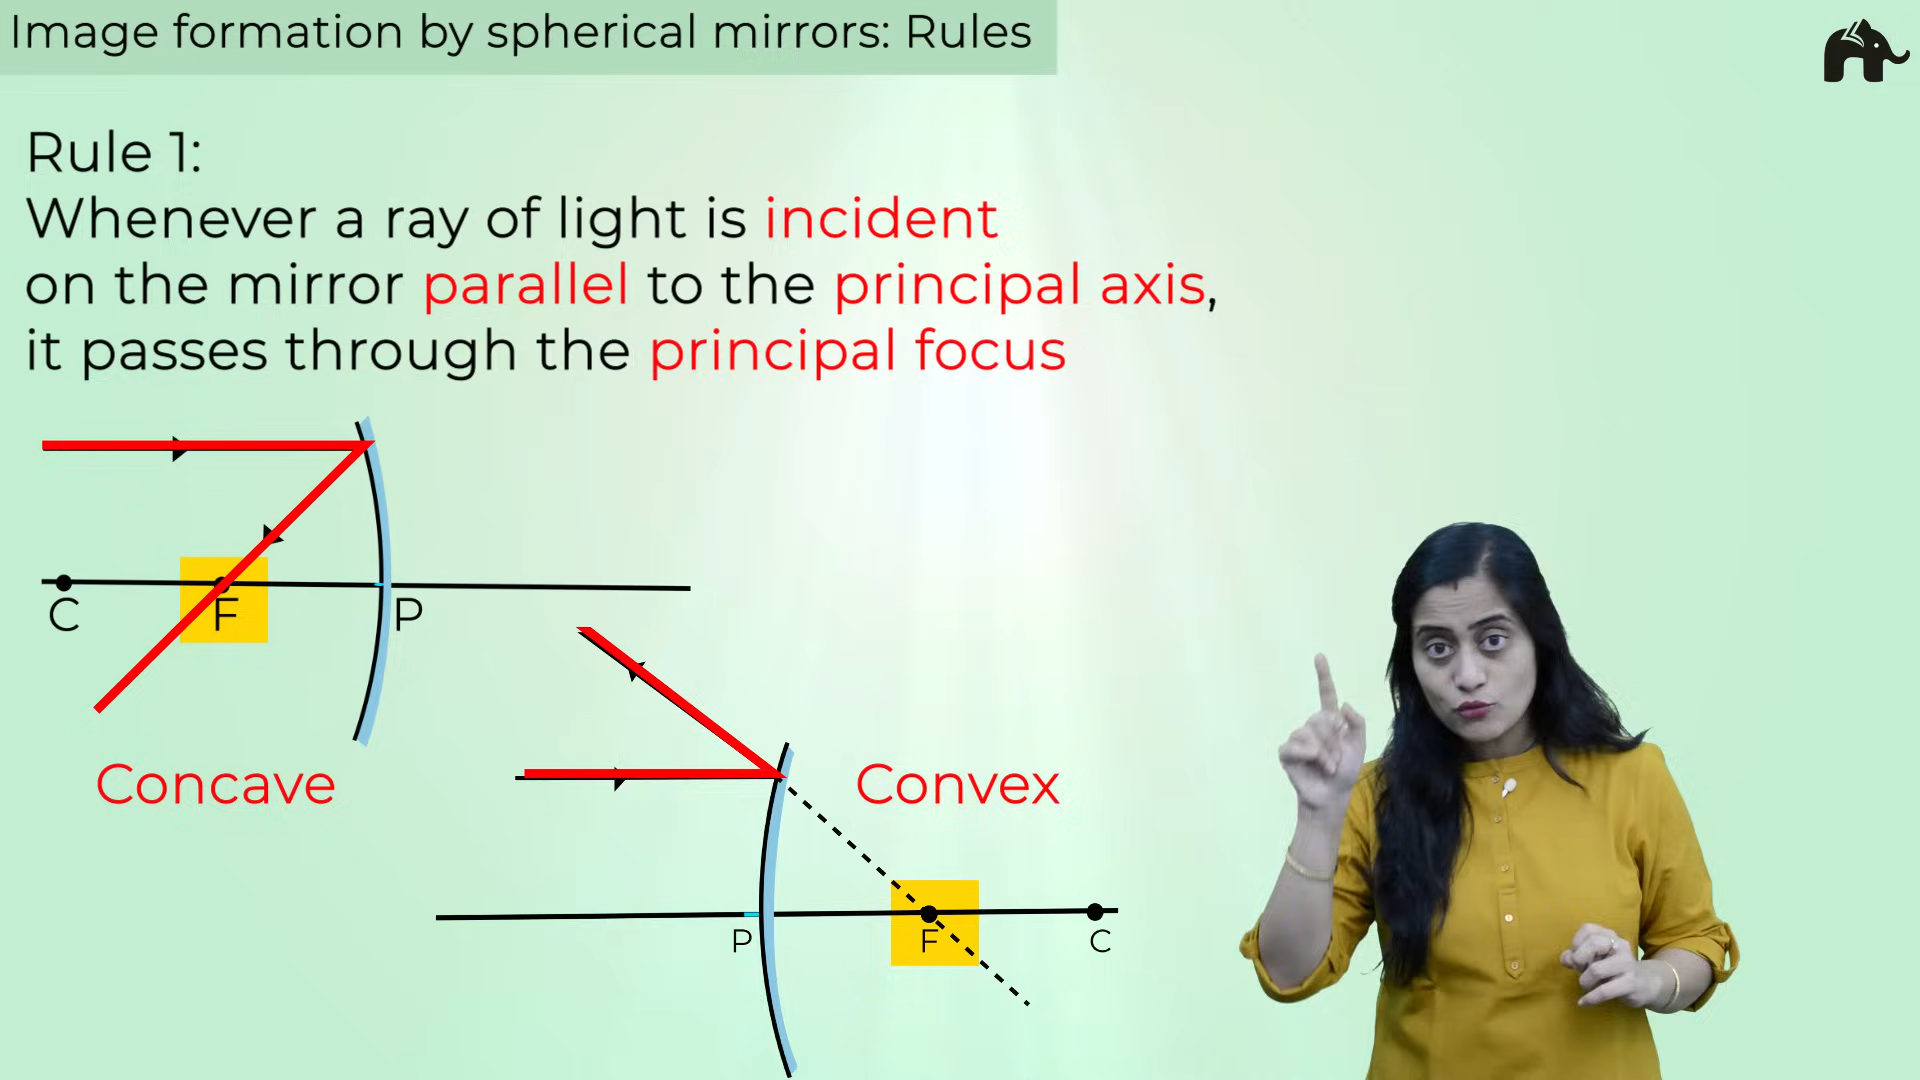 Image formation by spherical mirrors: Rules
Rule 1:
Whenever a ray of light is incident
on the mirror parallel to the principal axis,
it passes through the principal focus
C
F
P
Concave
Convex
P
F
C